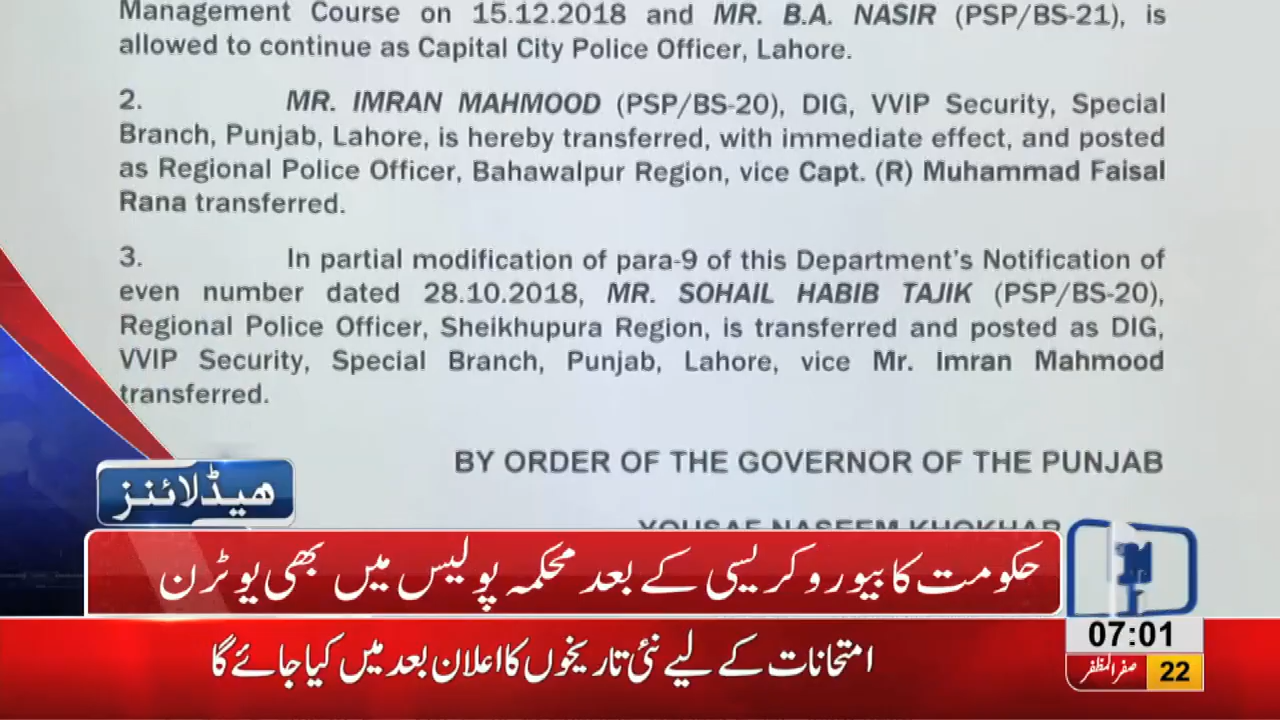 Management Course on 15.12.2018 and MR. B.A. NASIR (PSP/BS-21), is
allowed to continue as Capital City Police Officer, Lahore.
2. MR. IMRAN MAHMOOD (PSP/BS-20), DIG, VVIP Security, Special
Branch, Punjab, Lahore, is hereby transferred, with immediate effect, and posted
as Regional Police Officer, Bahawalpur Region, vice Capt. (R) Muhammad Faisal
Rana transferred.
3. In partial modification of para-9 of this Department's Notification of
even number dated 28.10.2018, MR. SOHAIL HABIB TAJIK (PSP/BS-20),
Regional Police Officer, Sheikhupura Region, is transferred and posted as DIG,
VVIP Security, Special Branch, Punjab, Lahore, vice Mr. Imran Mahmood
transferred.
BY ORDER OF THE GOVERNOR OF THE PUNJAB
YOUSAF NASEEM KHOKHAR
ہیڈلائنز
حکومت کا بیوروکریسی کے بعد محکمہ پولیس میں بھی یوٹرن
امتحانات کے لیے نئی تاریخوں کا اعلان بعد میں کیا جائے گا
07:01
22 صفر المظفر